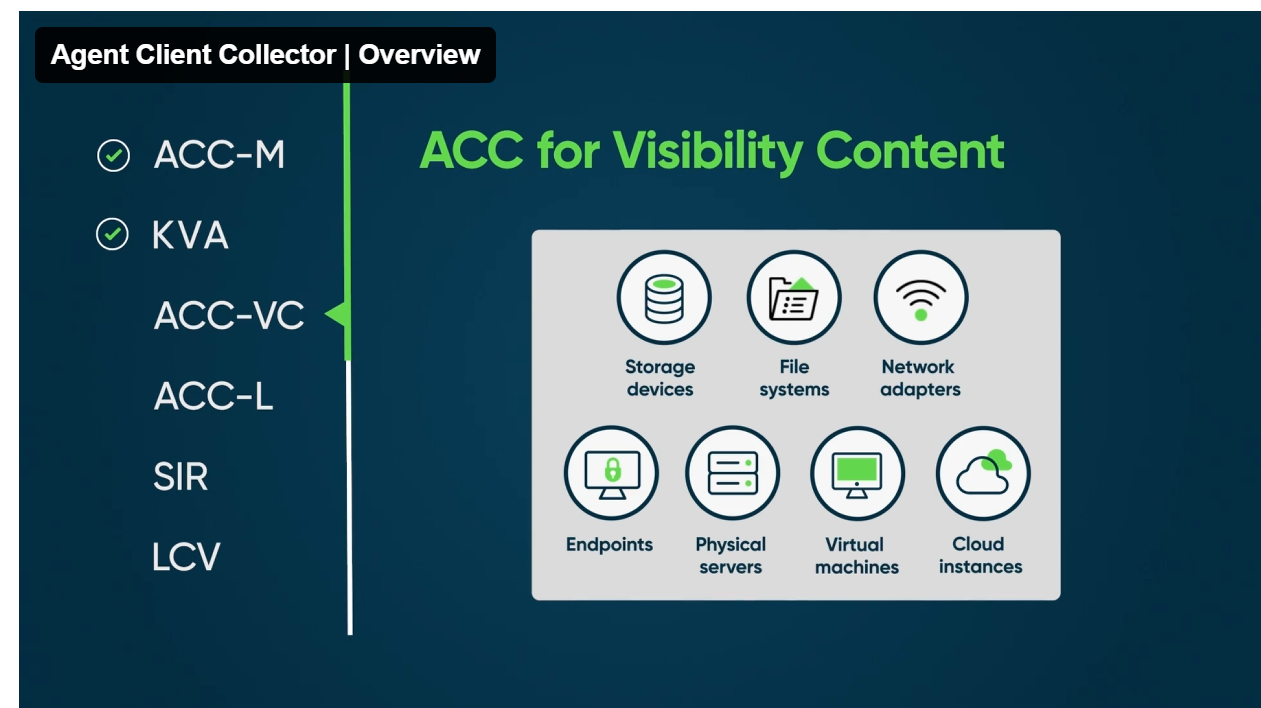 Agent Client Collector | Overview
ACC-M
KVA
ACC-VC
ACC-L
SIR
LCV
ACC for Visibility Content
Storage
devices
File
systems
Network
adapters
Endpoints
Physical
servers
Virtual
machines
Cloud
instances